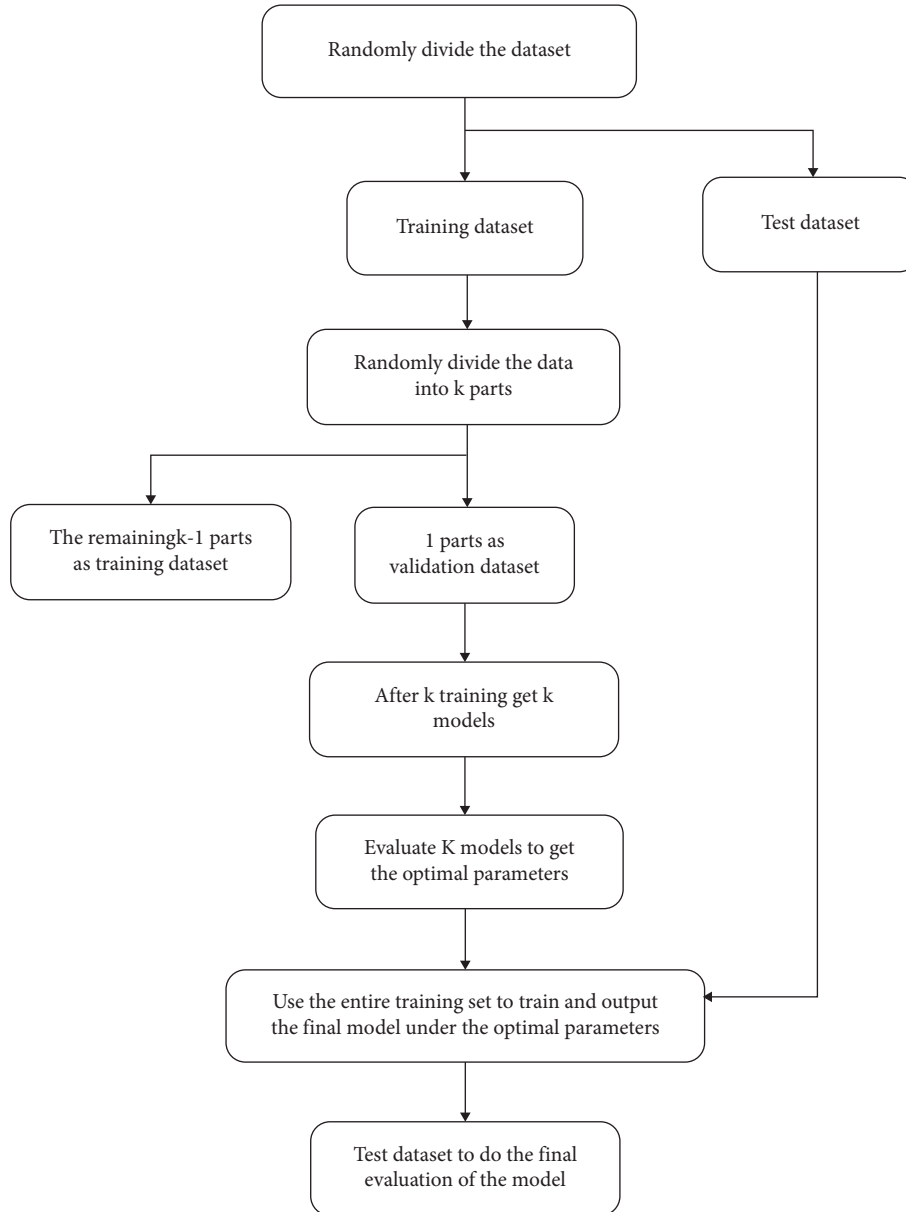 Randomly divide the dataset
Training dataset
Test dataset
Randomly divide the data
into k parts
The remainingk-1 parts
as training dataset
1 parts as
validation dataset
After k training get k
models
Evaluate K models to get
the optimal parameters
Use the entire training set to train and output
the final model under the optimal parameters
Test dataset to do the final
evaluation of the model